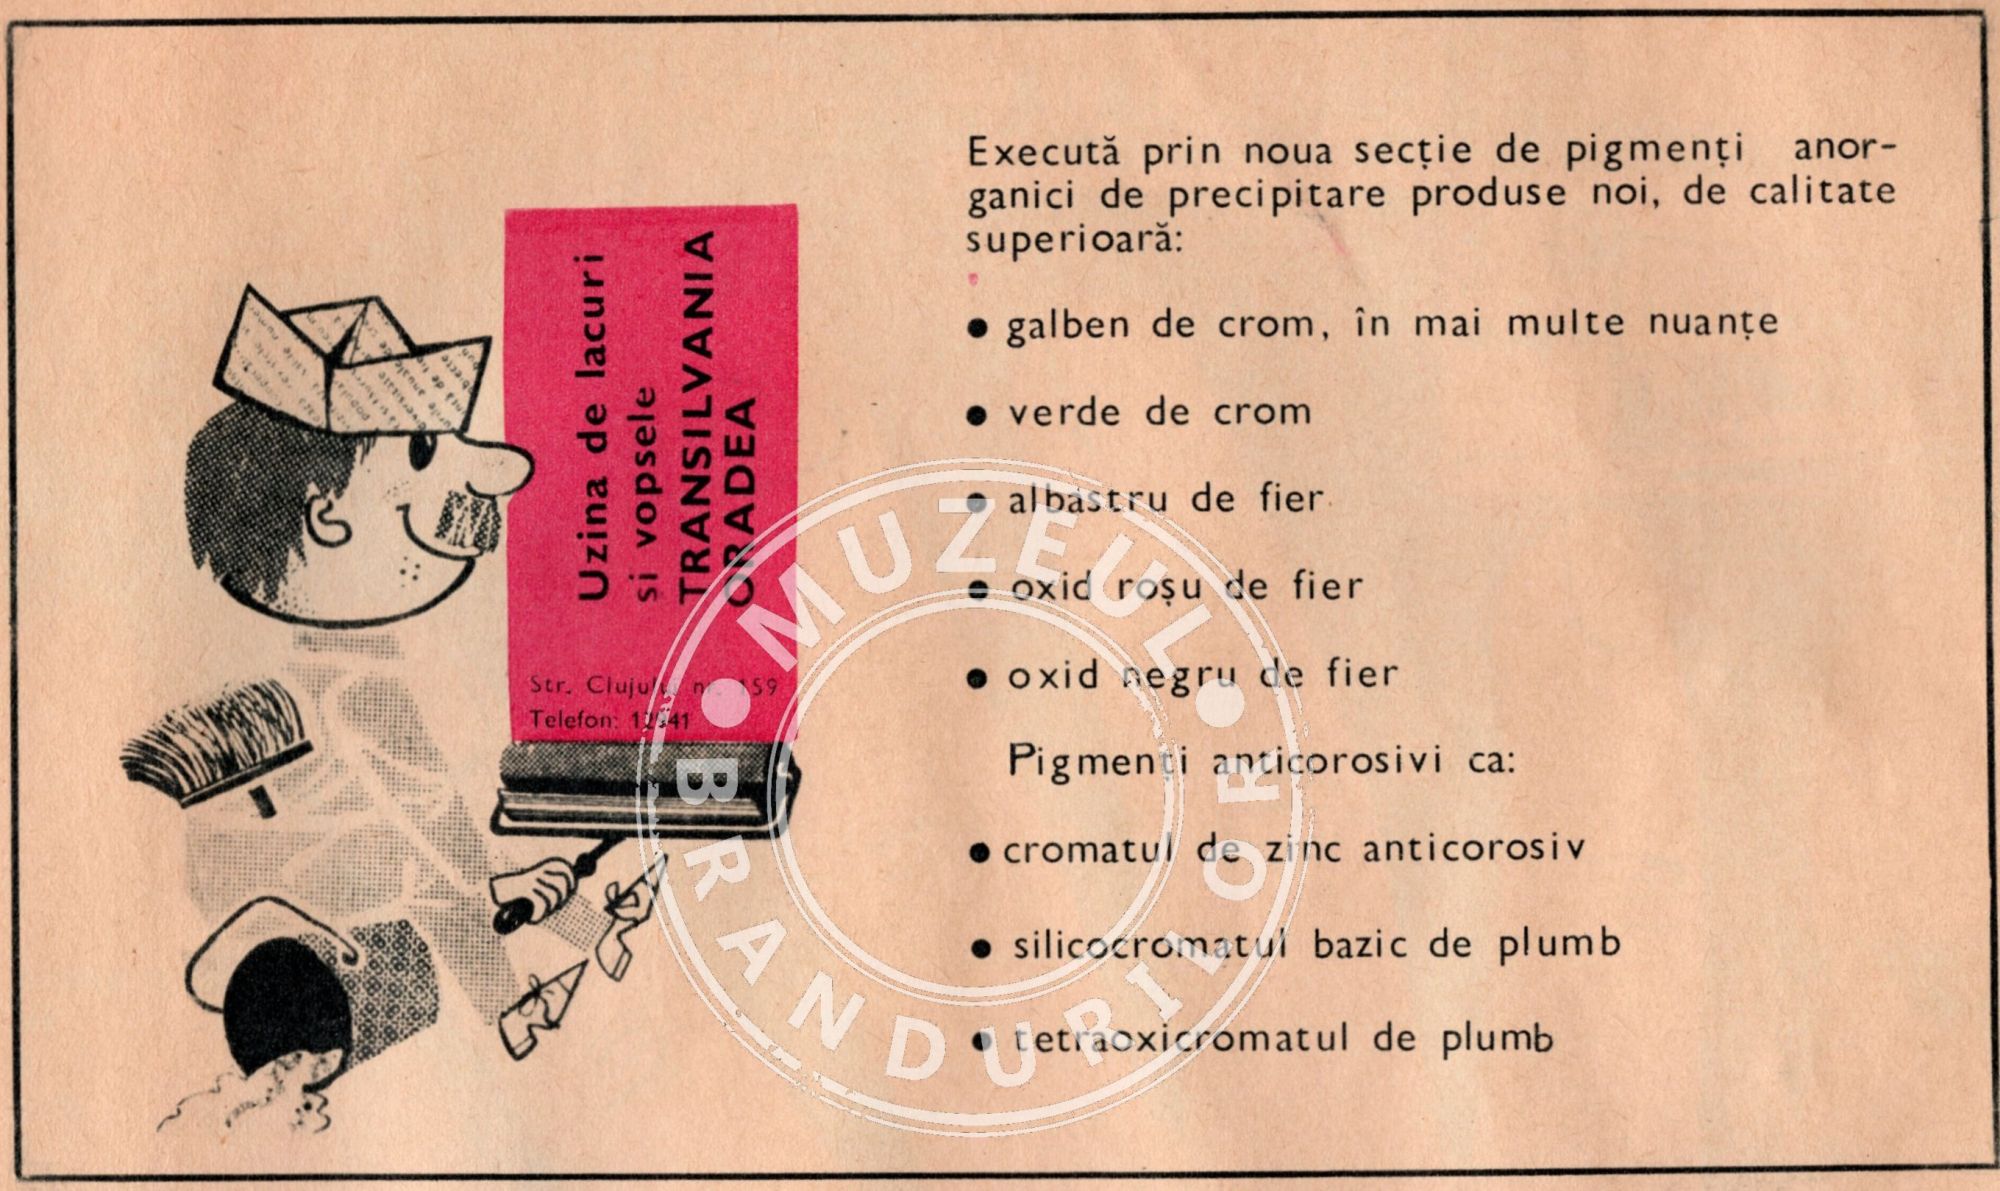 Uzina de lacuri
si vopsele
TRANSILVANIA
ORADEA
Str. Clujului nr. 159
Telefon:
Execută prin noua secție de pigmenți anor-
ganici de precipitare produse noi, de calitate
superioară:
● galben de crom, în mai multe nuanțe
● verde de crom
● albastru de fier
● oxid roșu de fier
● oxid negru de fier
Pigmenți anticorosivi ca:
● cromatul de zinc anticorosiv
● silicocromatul bazic de plumb
● tetraoxicromatul de plumb
MUZEUL
BRANDURILOR